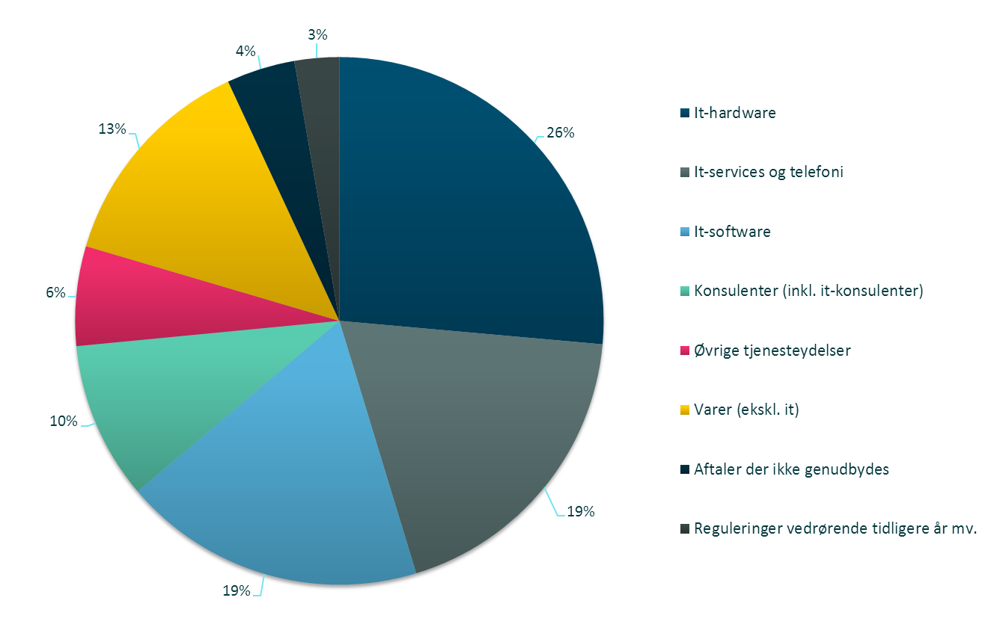 3%
4%
13%
26%
6%
10%
19%
19%
It-hardware
It-services og telefoni
It-software
Konsulenter (inkl. it-konsulenter)
Øvrige tjenesteydelser
Varer (ekskl. it)
Aftaler der ikke genudbydes
Reguleringer vedrørende tidligere år mv.